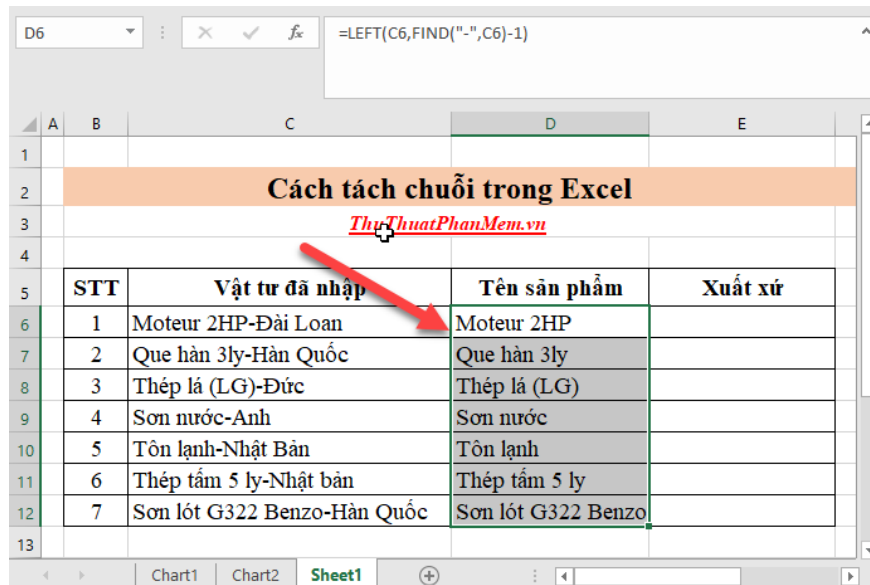 D6 fx =LEFT(C6,FIND("-",C6)-1)
A B C D E
1
2 Cách tách chuỗi trong Excel
3 ThuThuatPhanMem.vn
4
5 STT Vật tư đã nhập Tên sản phẩm Xuất xứ
6 1 Moteur 2HP-Đài Loan Moteur 2HP
7 2 Que hàn 3ly-Hàn Quốc Que hàn 3ly
8 3 Thép lá (LG)-Đức Thép lá (LG)
9 4 Sơn nước-Anh Sơn nước
10 5 Tôn lạnh-Nhật Bản Tôn lạnh
11 6 Thép tấm 5 ly-Nhật bản Thép tấm 5 ly
12 7 Sơn lót G322 Benzo-Hàn Quốc Sơn lót G322 Benzo
13
Chart1 Chart2 Sheet1